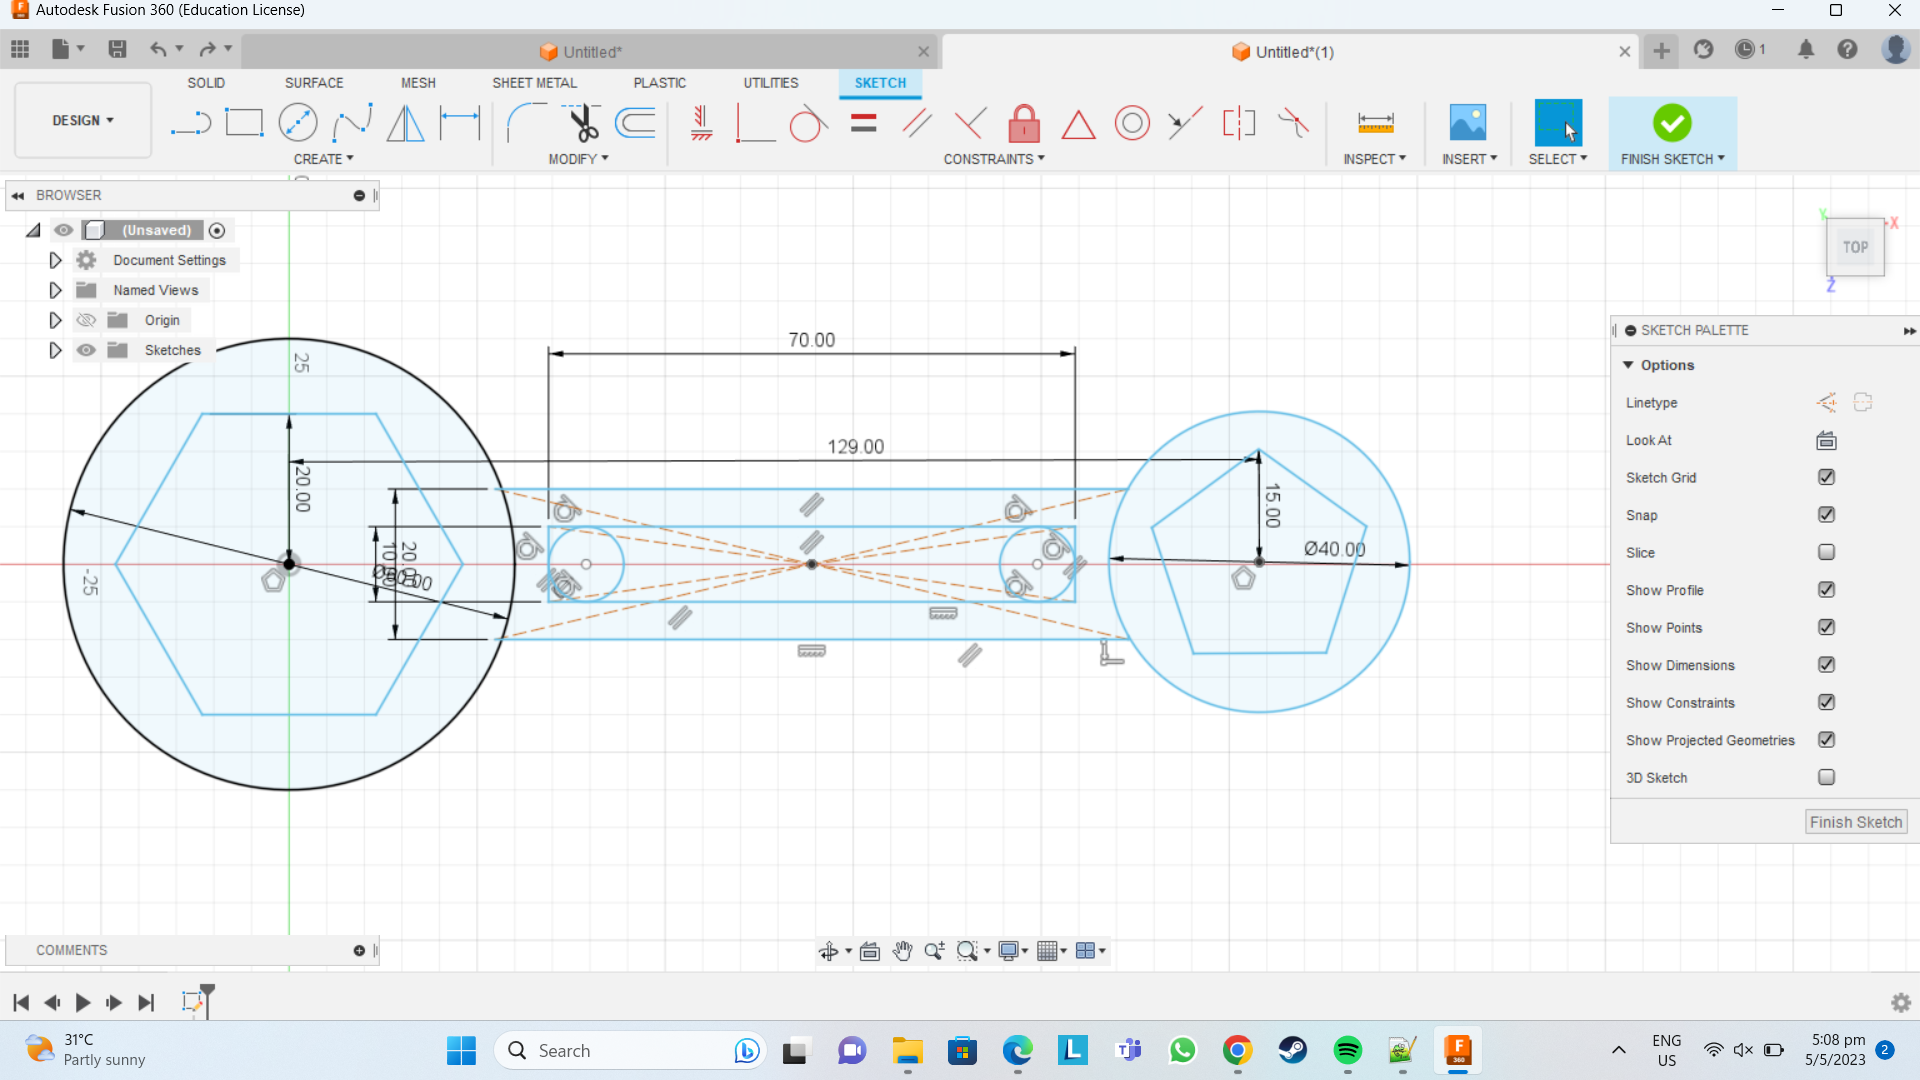 Autodesk Fusion 360 (Education License)
Untitled*
Untitled*(1)
1
SOLID
SURFACE
MESH
SHEET METAL
PLASTIC
UTILITIES
SKETCH
DESIGN
CREATE
MODIFY
CONSTRAINTS
INSPECT
INSERT
SELECT
FINISH SKETCH
BROWSER
(Unsaved)
Document Settings
Named Views
Origin
Sketches
Y
X
TOP
Z
25
-25
70.00
129.00
20.00
20.00
15.00
Ø40.00
SKETCH PALETTE
Options
Linetype
Look At
Sketch Grid
Snap
Slice
Show Profile
Show Points
Show Dimensions
Show Constraints
Show Projected Geometries
3D Sketch
Finish Sketch
COMMENTS
31°C
Partly sunny
Search
L
F
360
ENG
US
5:08 pm
5/5/2023
2